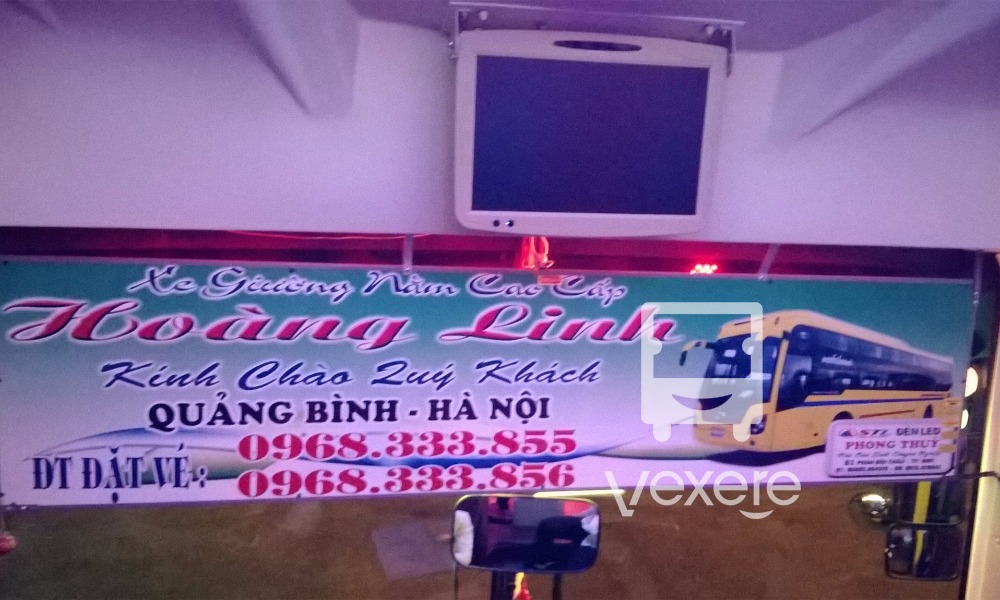 Xe Giường Nằm Cao Cấp
Hoàng Linh
Kính Chào Quý Khách
QUẢNG BÌNH - HÀ NỘI
ĐT ĐẶT VÉ: 0968.333.855
0968.333.856
ĐÈN LED
PHONG THUỶ
vexere